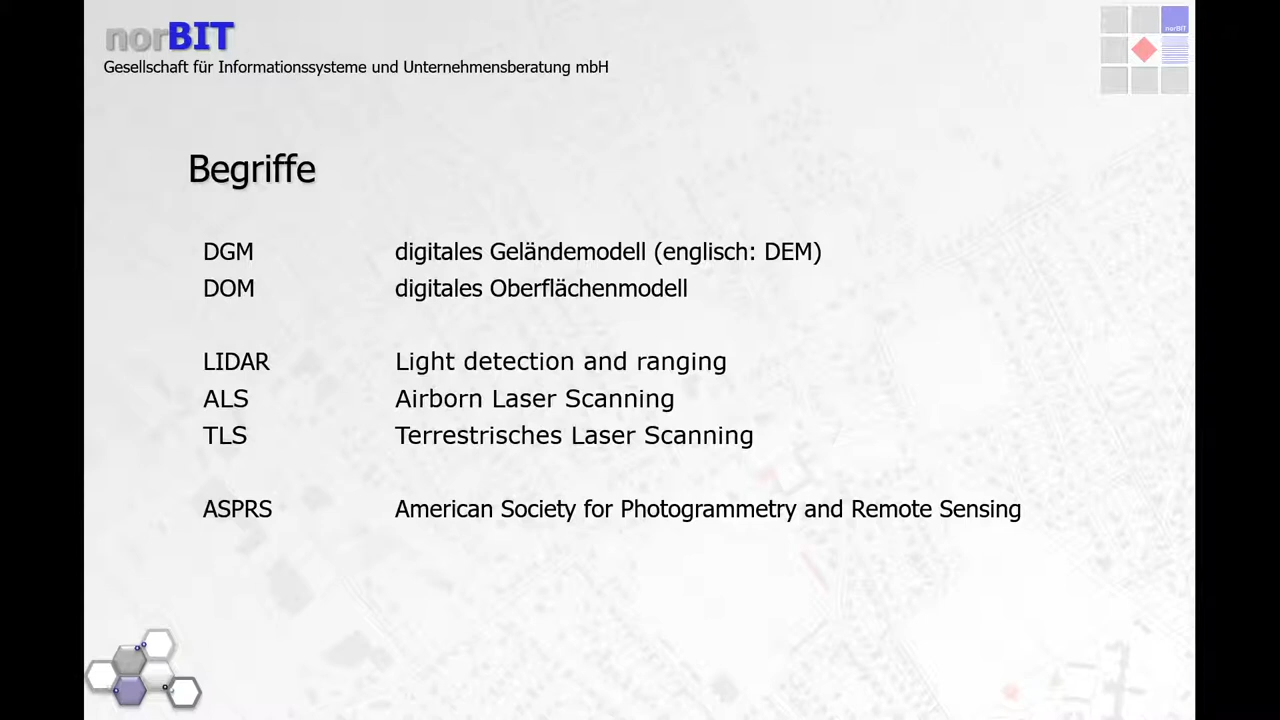 norBIT
Gesellschaft für Informationssysteme und Unternehmensberatung mbH
norBIT
Begriffe
DGM digitales Geländemodell (englisch: DEM)
DOM digitales Oberflächenmodell
LIDAR Light detection and ranging
ALS Airborn Laser Scanning
TLS Terrestrisches Laser Scanning
ASPRS American Society for Photogrammetry and Remote Sensing